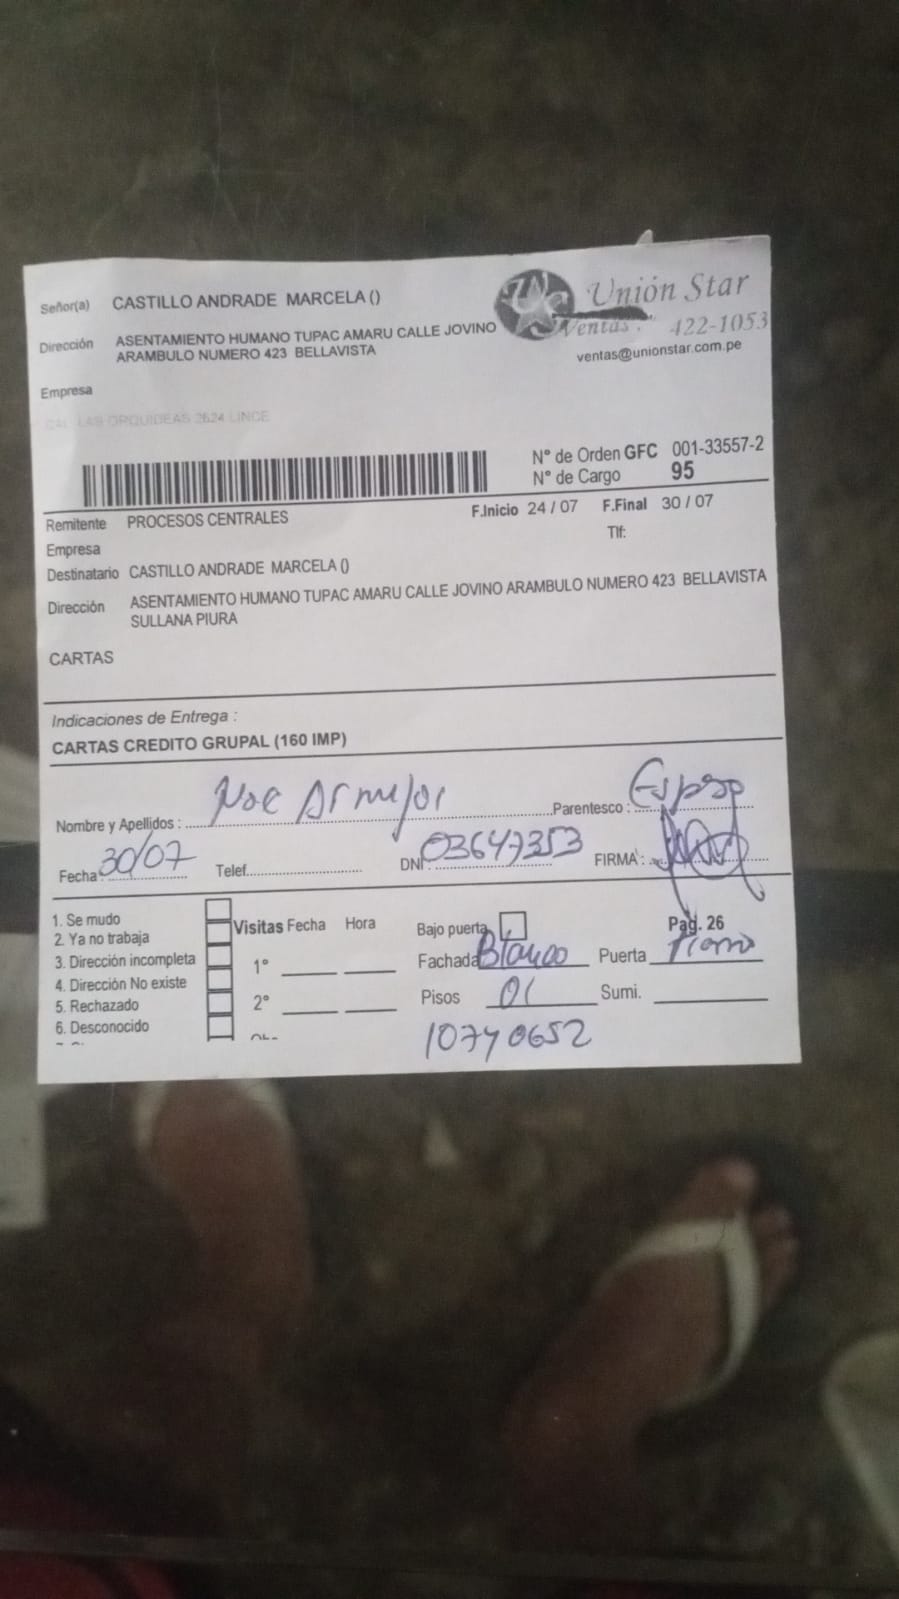 Señor(a) CASTILLO ANDRADE MARCELA ()
Unión Star
Ventas: 422-1053
ventas@unionstar.com.pe
Dirección ASENTAMIENTO HUMANO TUPAC AMARU CALLE JOVINO
ARAMBULO NUMERO 423 BELLAVISTA
Empresa
CAL LAS ORQUIDEAS 2624 LINCE
N° de Orden GFC 001-33557-2
N° de Cargo 95
Remitente PROCESOS CENTRALES F.Inicio 24 / 07 F.Final 30 / 07
Empresa Tlf:
Destinatario CASTILLO ANDRADE MARCELA ()
Dirección ASENTAMIENTO HUMANO TUPAC AMARU CALLE JOVINO ARAMBULO NUMERO 423 BELLAVISTA
SULLANA PIURA
CARTAS
Indicaciones de Entrega :
CARTAS CREDITO GRUPAL (160 IMP)
Nombre y Apellidos : Noe Parentesco : Esposo
Fecha: 30/07 Telef. DNI: 03647353 FIRMA :
1. Se mudo
2. Ya no trabaja
3. Dirección incompleta
4. Dirección No existe
5. Rechazado
6. Desconocido
Visitas Fecha Hora
1°
2°
Bajo puerta Pag. 26
Fachada Blanco Puerta
Pisos 01 Sumi.
10740652